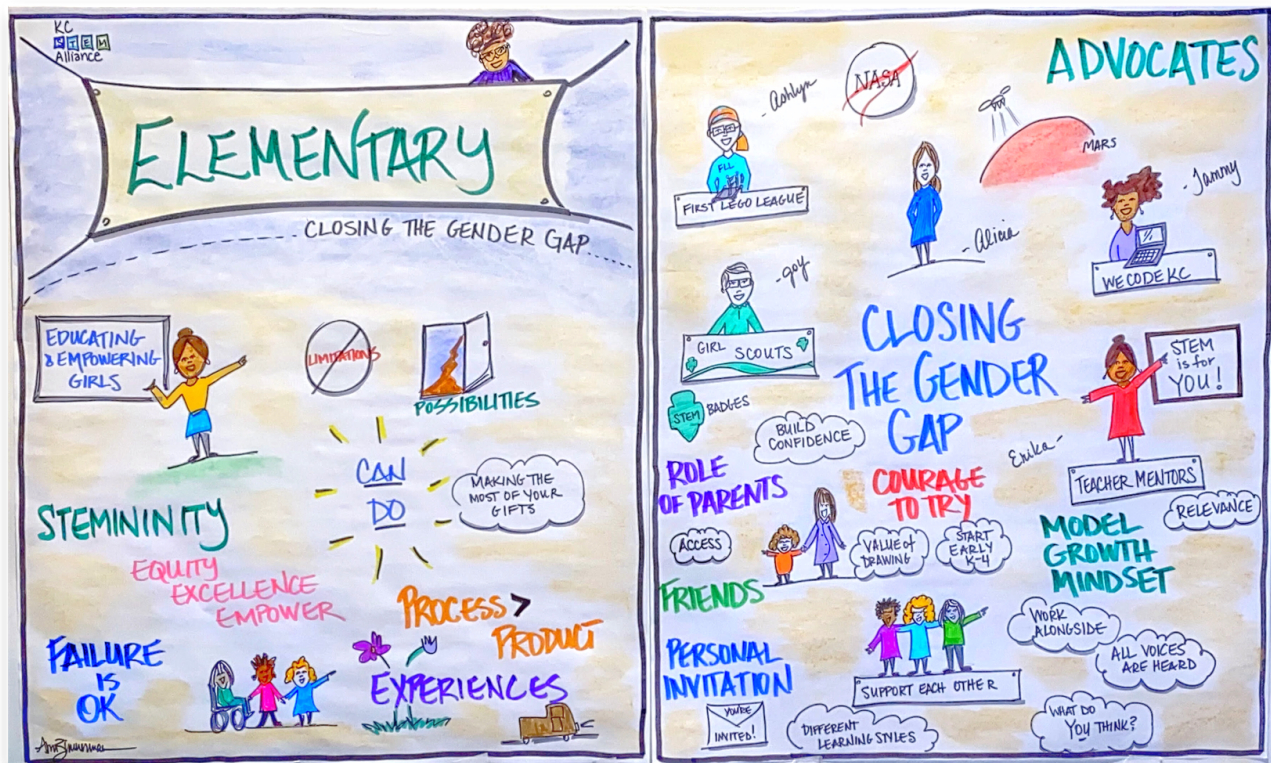 KC
STEM
Alliance
ELEMENTARY
CLOSING THE GENDER GAP
EDUCATING
& EMPOWERING
GIRLS
LIMITATIONS
POSSIBILITIES
CAN
DO
MAKING THE
MOST OF YOUR
GIFTS
STEMININITY
EQUITY
EXCELLENCE
EMPOWER
PROCESS >
PRODUCT
FAILURE
IS
OK
EXPERIENCES
ADVOCATES
- Ashlyn
NASA
FLL
FIRST LEGO LEAGUE
MARS
- Alicia
- Tammy
WE CODE KC
- Joy
GIRL SCOUTS
STEM BADGES
BUILD
CONFIDENCE
CLOSING
THE GENDER
GAP
STEM
is for
YOU!
Erika -
TEACHER MENTORS
RELEVANCE
ROLE
OF PARENTS
ACCESS
COURAGE
TO TRY
VALUE of
DRAWING
START
EARLY
K-4
MODEL
GROWTH
MINDSET
FRIENDS
SUPPORT EACH OTHER
WORK
ALONGSIDE
ALL VOICES
ARE HEARD
WHAT DO
YOU THINK?
PERSONAL
INVITATION
YOU'RE
INVITED!
DIFFERENT
LEARNING STYLES